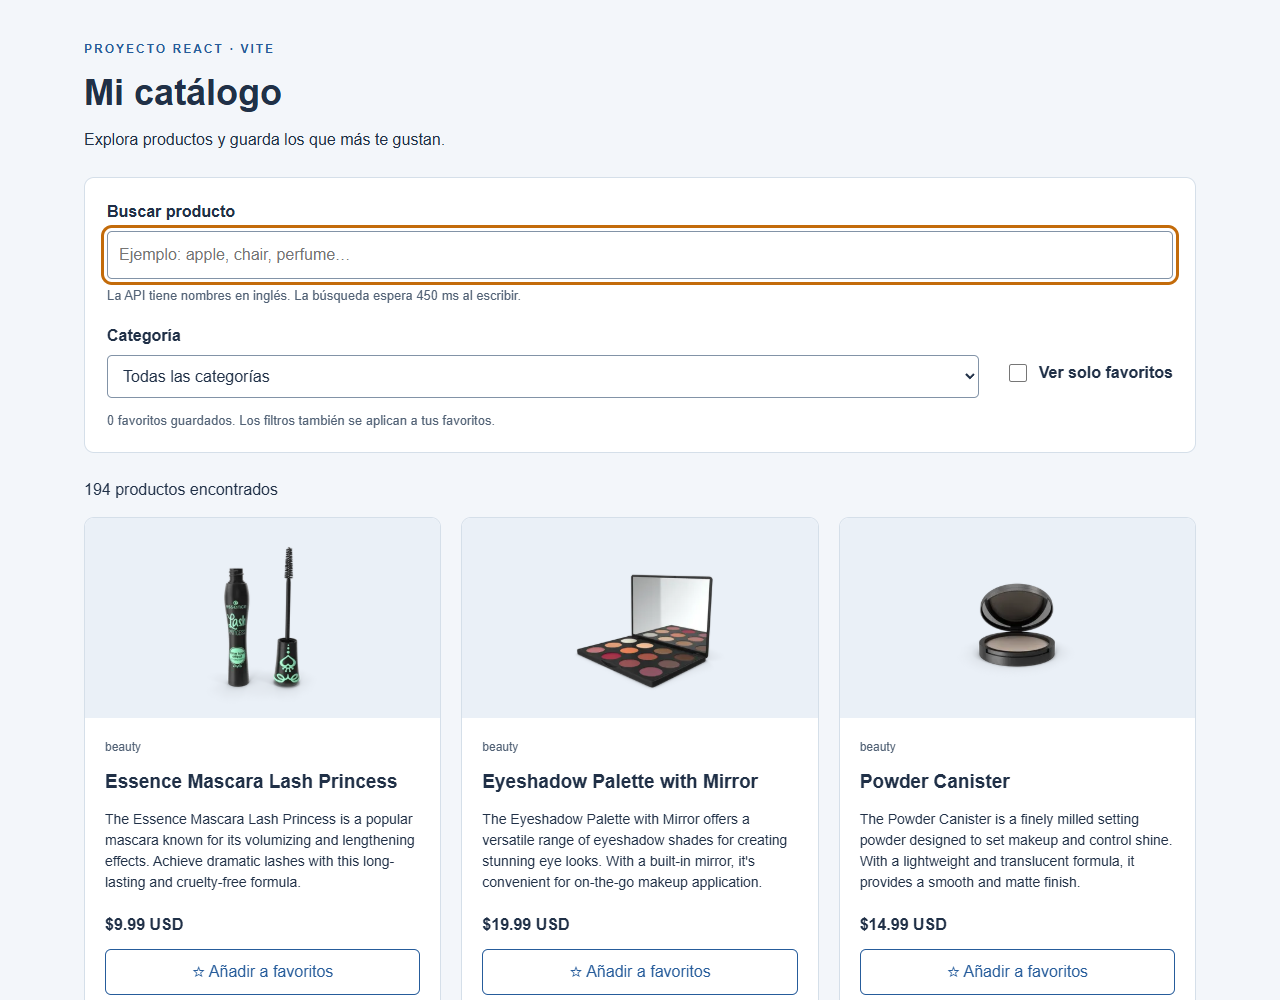 PROYECTO REACT · VITE
Mi catálogo
Explora productos y guarda los que más te gustan.
Buscar producto
Ejemplo: apple, chair, perfume…
La API tiene nombres en inglés. La búsqueda espera 450 ms al escribir.
Categoría
Todas las categorías
Ver solo favoritos
0 favoritos guardados. Los filtros también se aplican a tus favoritos.
194 productos encontrados
essence
Lash
beauty
Essence Mascara Lash Princess
The Essence Mascara Lash Princess is a popular
mascara known for its volumizing and lengthening
effects. Achieve dramatic lashes with this long-
lasting and cruelty-free formula.
$9.99 USD
☆ Añadir a favoritos
beauty
Eyeshadow Palette with Mirror
The Eyeshadow Palette with Mirror offers a
versatile range of eyeshadow shades for creating
stunning eye looks. With a built-in mirror, it's
convenient for on-the-go makeup application.
$19.99 USD
☆ Añadir a favoritos
beauty
Powder Canister
The Powder Canister is a finely milled setting
powder designed to set makeup and control shine.
With a lightweight and translucent formula, it
provides a smooth and matte finish.
$14.99 USD
☆ Añadir a favoritos